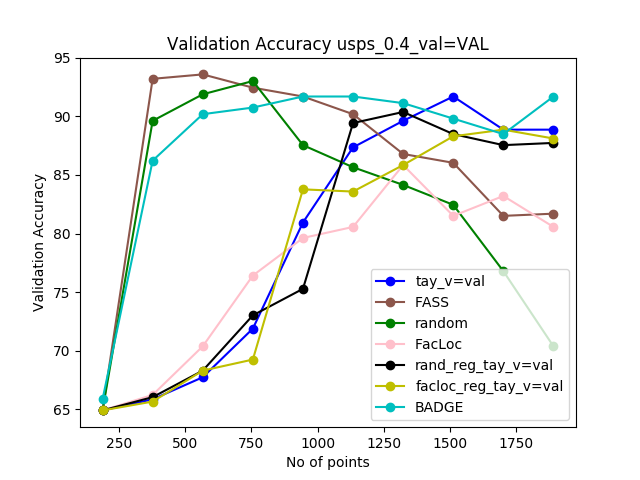 Validation Accuracy usps_0.4_val=VAL
Validation Accuracy
95
90
85
80
75
70
65
250
500
750
1000
1250
1500
1750
No of points
tay_v=val
FASS
random
FacLoc
rand_reg_tay_v=val
facloc_reg_tay_v=val
BADGE